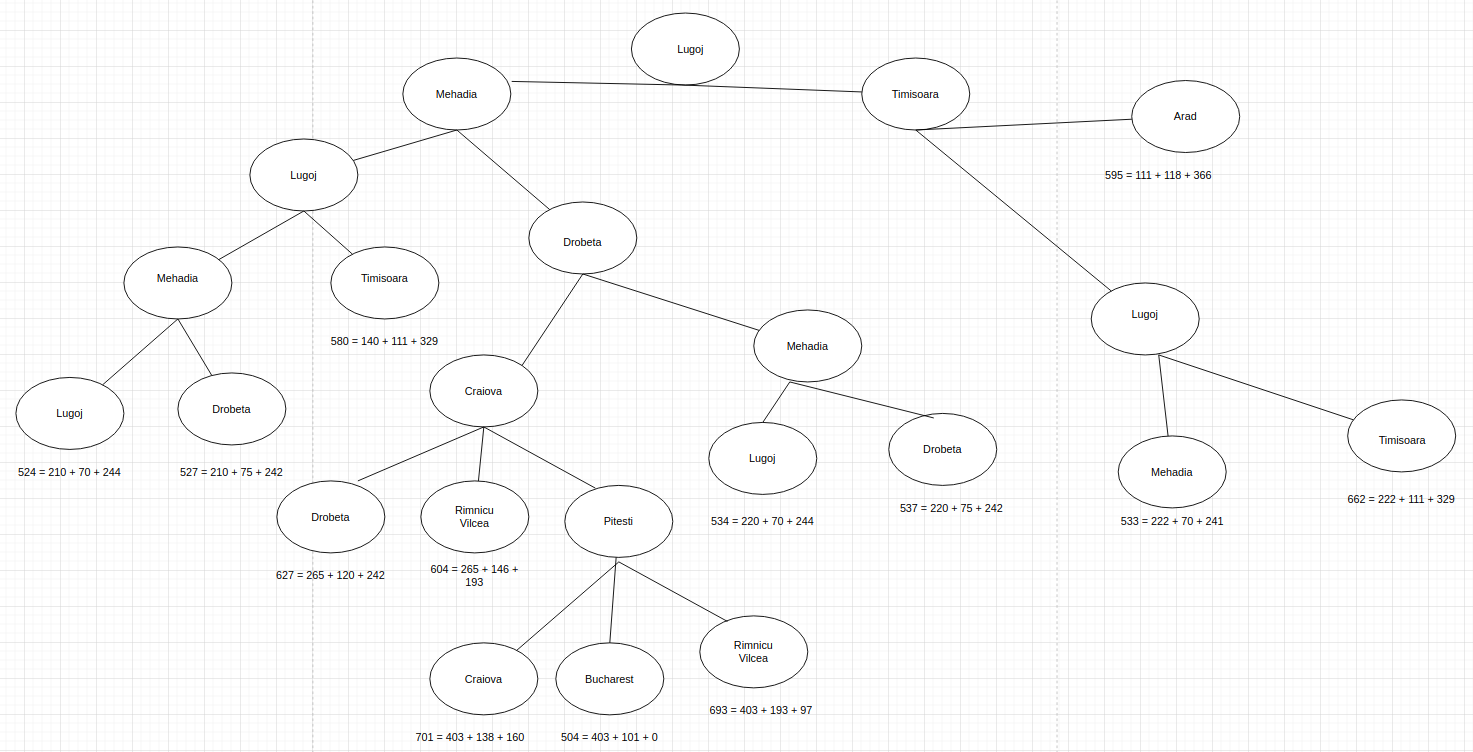 Lugoj
Mehadia
Timisoara
Arad
595 = 111 + 118 + 366
Lugoj
Drobeta
Mehadia
Timisoara
580 = 140 + 111 + 329
Lugoj
Mehadia
Craiova
Lugoj
524 = 210 + 70 + 244
Drobeta
527 = 210 + 75 + 242
Lugoj
534 = 220 + 70 + 244
Drobeta
537 = 220 + 75 + 242
Mehadia
533 = 222 + 70 + 241
Timisoara
662 = 222 + 111 + 329
Drobeta
627 = 265 + 120 + 242
Rimnicu
Vilcea
604 = 265 + 146 +
193
Pitesti
Craiova
701 = 403 + 138 + 160
Bucharest
504 = 403 + 101 + 0
Rimnicu
Vilcea
693 = 403 + 193 + 97